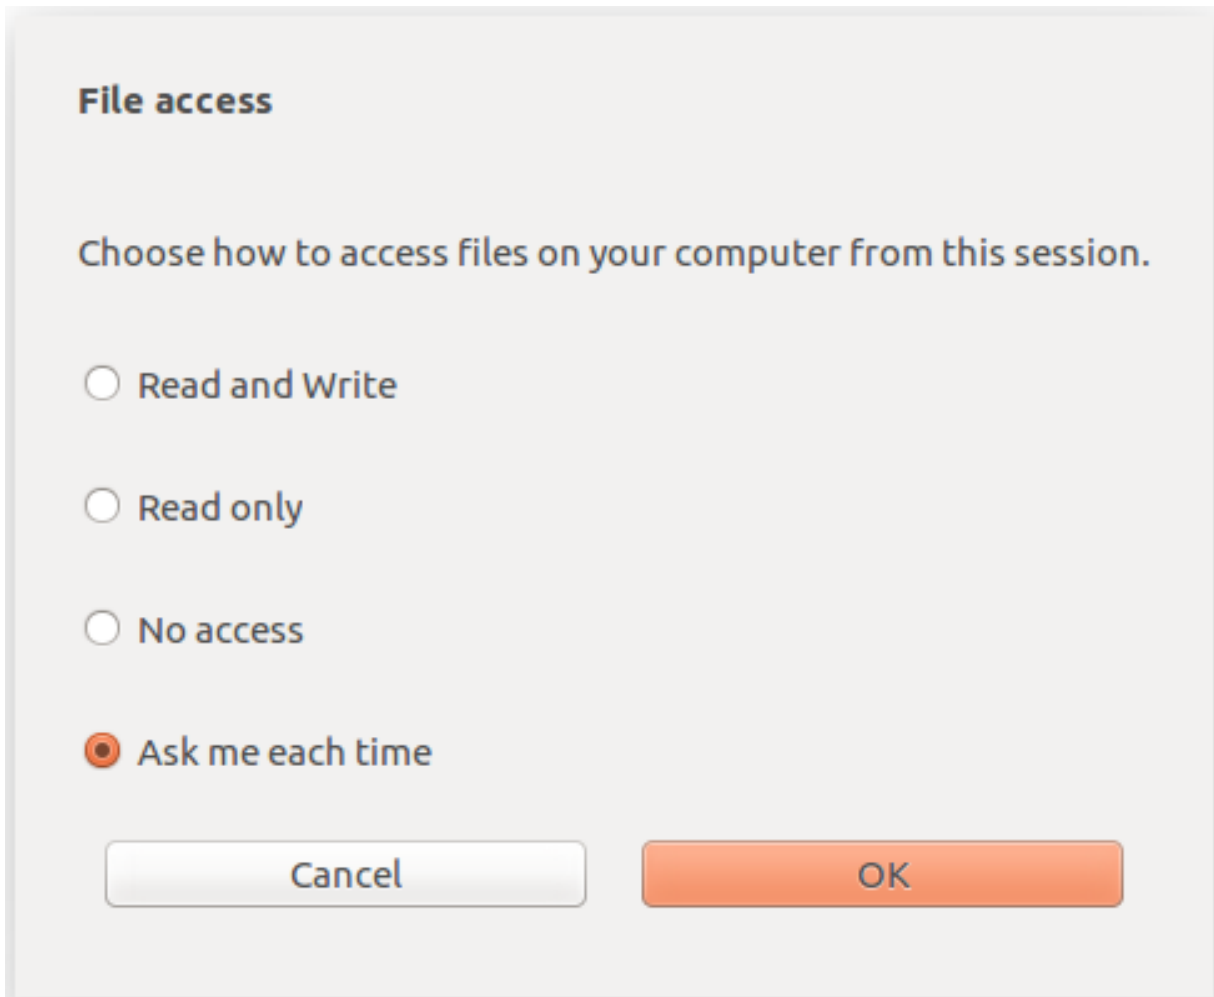 File access
Choose how to access files on your computer from this session.
Read and Write
Read only
No access
Ask me each time
Cancel
OK